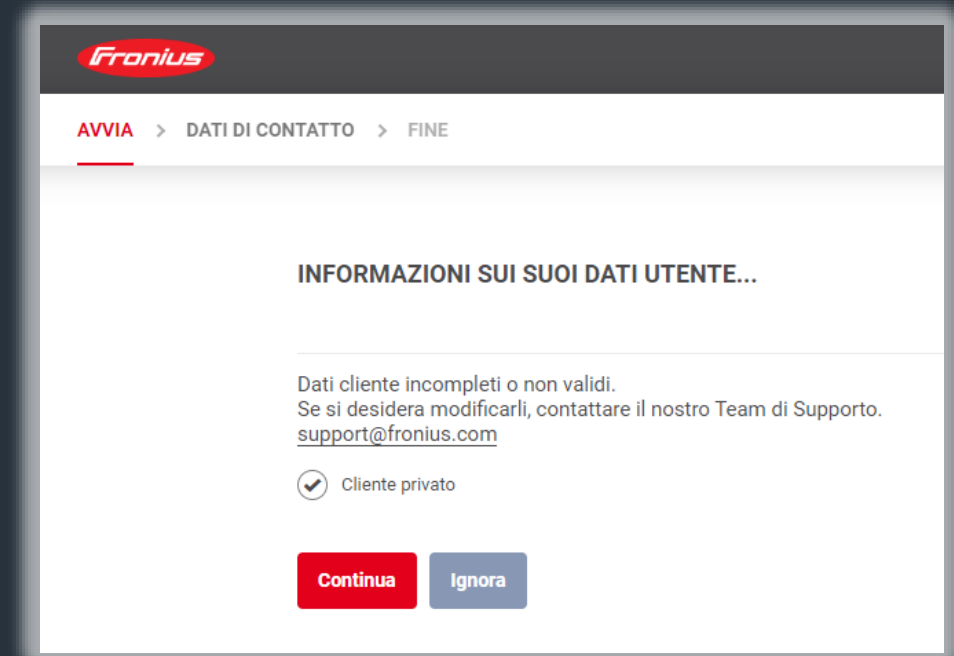 Fronius
AVVIA > DATI DI CONTATTO > FINE
INFORMAZIONI SUI SUOI DATI UTENTE...
Dati cliente incompleti o non validi.
Se si desidera modificarli, contattare il nostro Team di Supporto.
support@fronius.com
Cliente privato
Continua Ignora